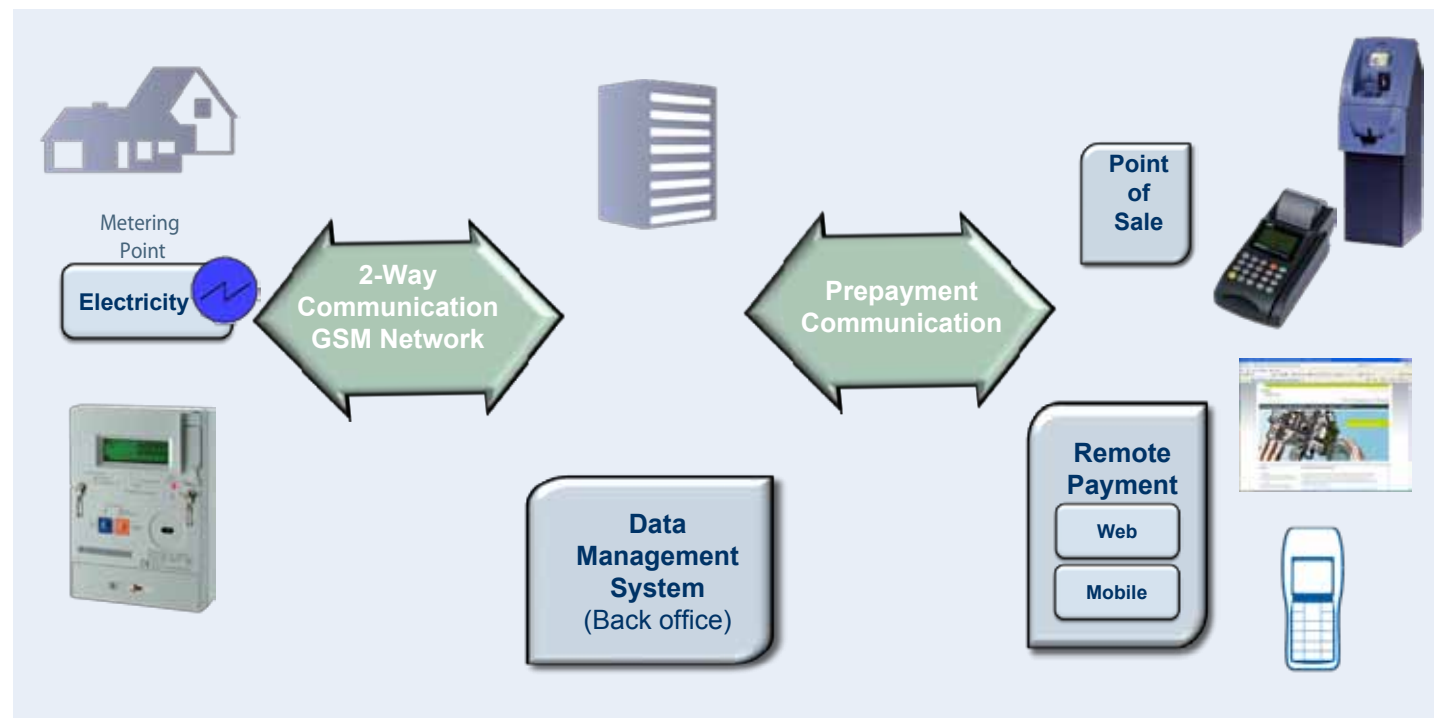 Metering
Point
Electricity
2-Way
Communication
GSM Network
Prepayment
Communication
Point
of
Sale
Data
Management
System
(Back office)
Remote
Payment
Web
Mobile